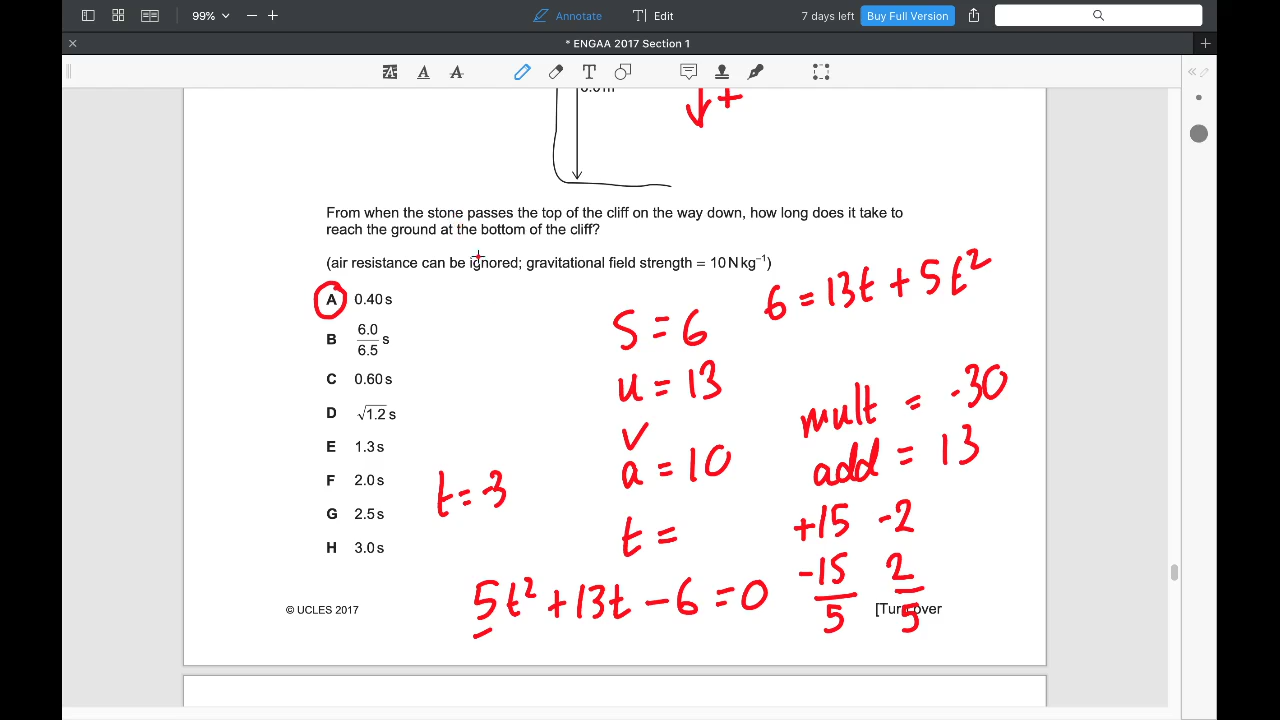 99%
Annotate
Edit
7 days left
Buy Full Version
* ENGAA 2017 Section 1
+
From when the stone passes the top of the cliff on the way down, how long does it take to
reach the ground at the bottom of the cliff?
(air resistance can be ignored; gravitational field strength = 10 N kg⁻¹)
A 0.40 s
B 6.0/6.5 s
C 0.60 s
D √1.2 s
E 1.3 s
F 2.0 s
G 2.5 s
H 3.0 s
6 = 13t + 5t²
S = 6
u = 13
v
a = 10
t =
mult = -30
add = 13
+15 -2
-15/5 2/5
t = -3
5t² + 13t - 6 = 0
© UCLES 2017
[Turn over